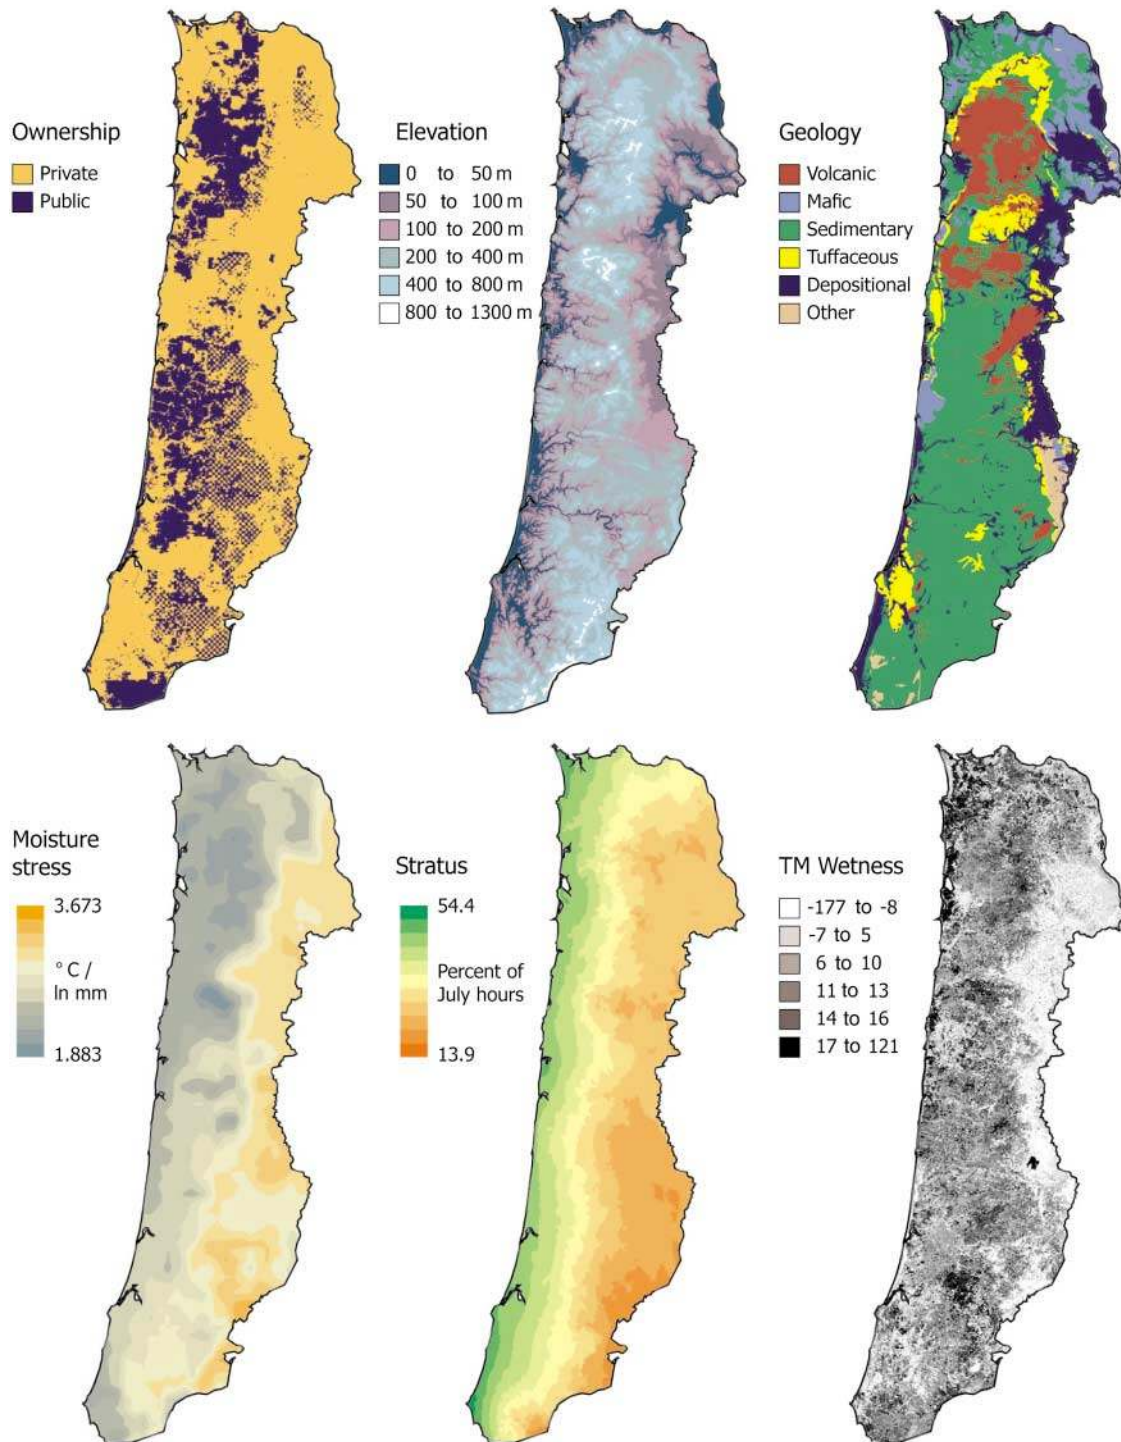 Ownership
Private
Public
Elevation
0 to 50 m
50 to 100 m
100 to 200 m
200 to 400 m
400 to 800 m
800 to 1300 m
Geology
Volcanic
Mafic
Sedimentary
Tuffaceous
Depositional
Other
Moisture
stress
3.673
° C /
ln mm
1.883
Stratus
54.4
Percent of
July hours
13.9
TM Wetness
-177 to -8
-7 to 5
6 to 10
11 to 13
14 to 16
17 to 121